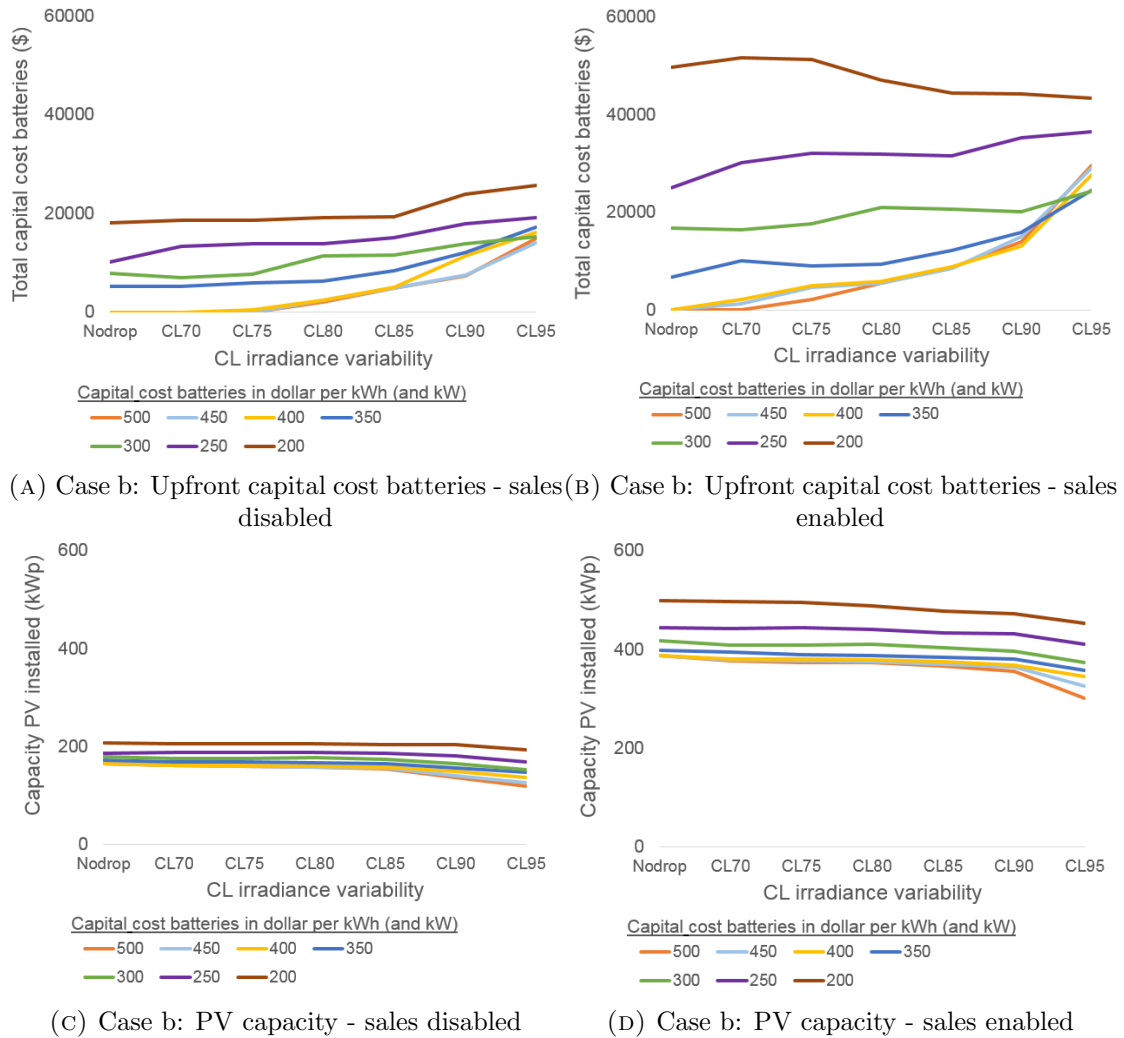 60000
40000
20000
0
Total capital cost batteries ($)
Nodrop CL70 CL75 CL80 CL85 CL90 CL95
CL irradiance variability
Capital cost batteries in dollar per kWh (and kW)
500 450 400 350
300 250 200
60000
40000
20000
0
Total capital cost batteries ($)
Nodrop CL70 CL75 CL80 CL85 CL90 CL95
CL irradiance variability
Capital cost batteries in dollar per kWh (and kW)
500 450 400 350
300 250 200
(A) Case b: Upfront capital cost batteries - sales
disabled
(B) Case b: Upfront capital cost batteries - sales
enabled
600
400
200
0
Capacity PV installed (kWp)
Nodrop CL70 CL75 CL80 CL85 CL90 CL95
CL irradiance variability
Capital cost batteries in dollar per kWh (and kW)
500 450 400 350
300 250 200
600
400
200
0
Capacity PV installed (kWp)
Nodrop CL70 CL75 CL80 CL85 CL90 CL95
CL irradiance variability
Capital cost batteries in dollar per kWh (and kW)
500 450 400 350
300 250 200
(C) Case b: PV capacity - sales disabled
(D) Case b: PV capacity - sales enabled